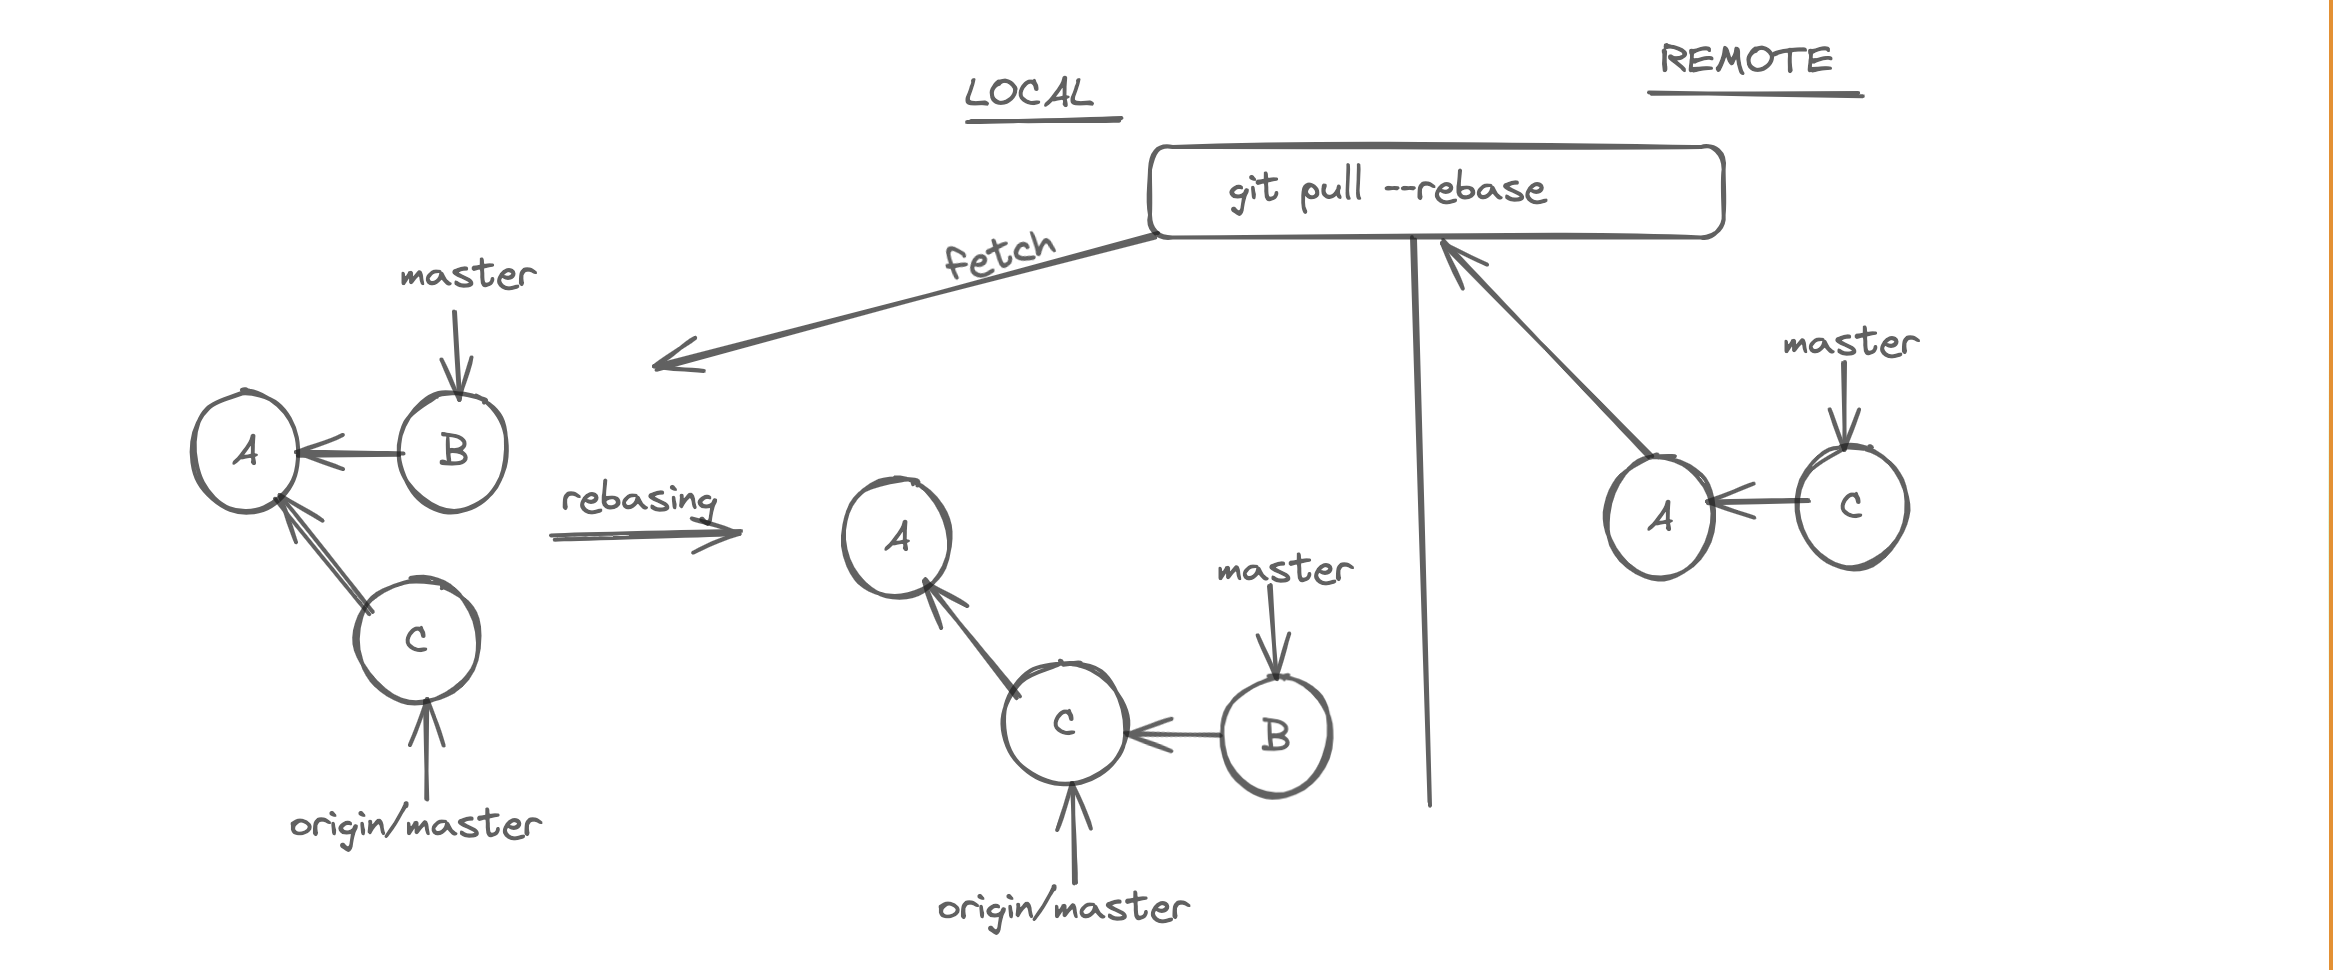 REMOTE
LOCAL
git pull --rebase
fetch
master
master
A
B
rebasing
A
C
A
master
C
C
B
origin/master
origin/master